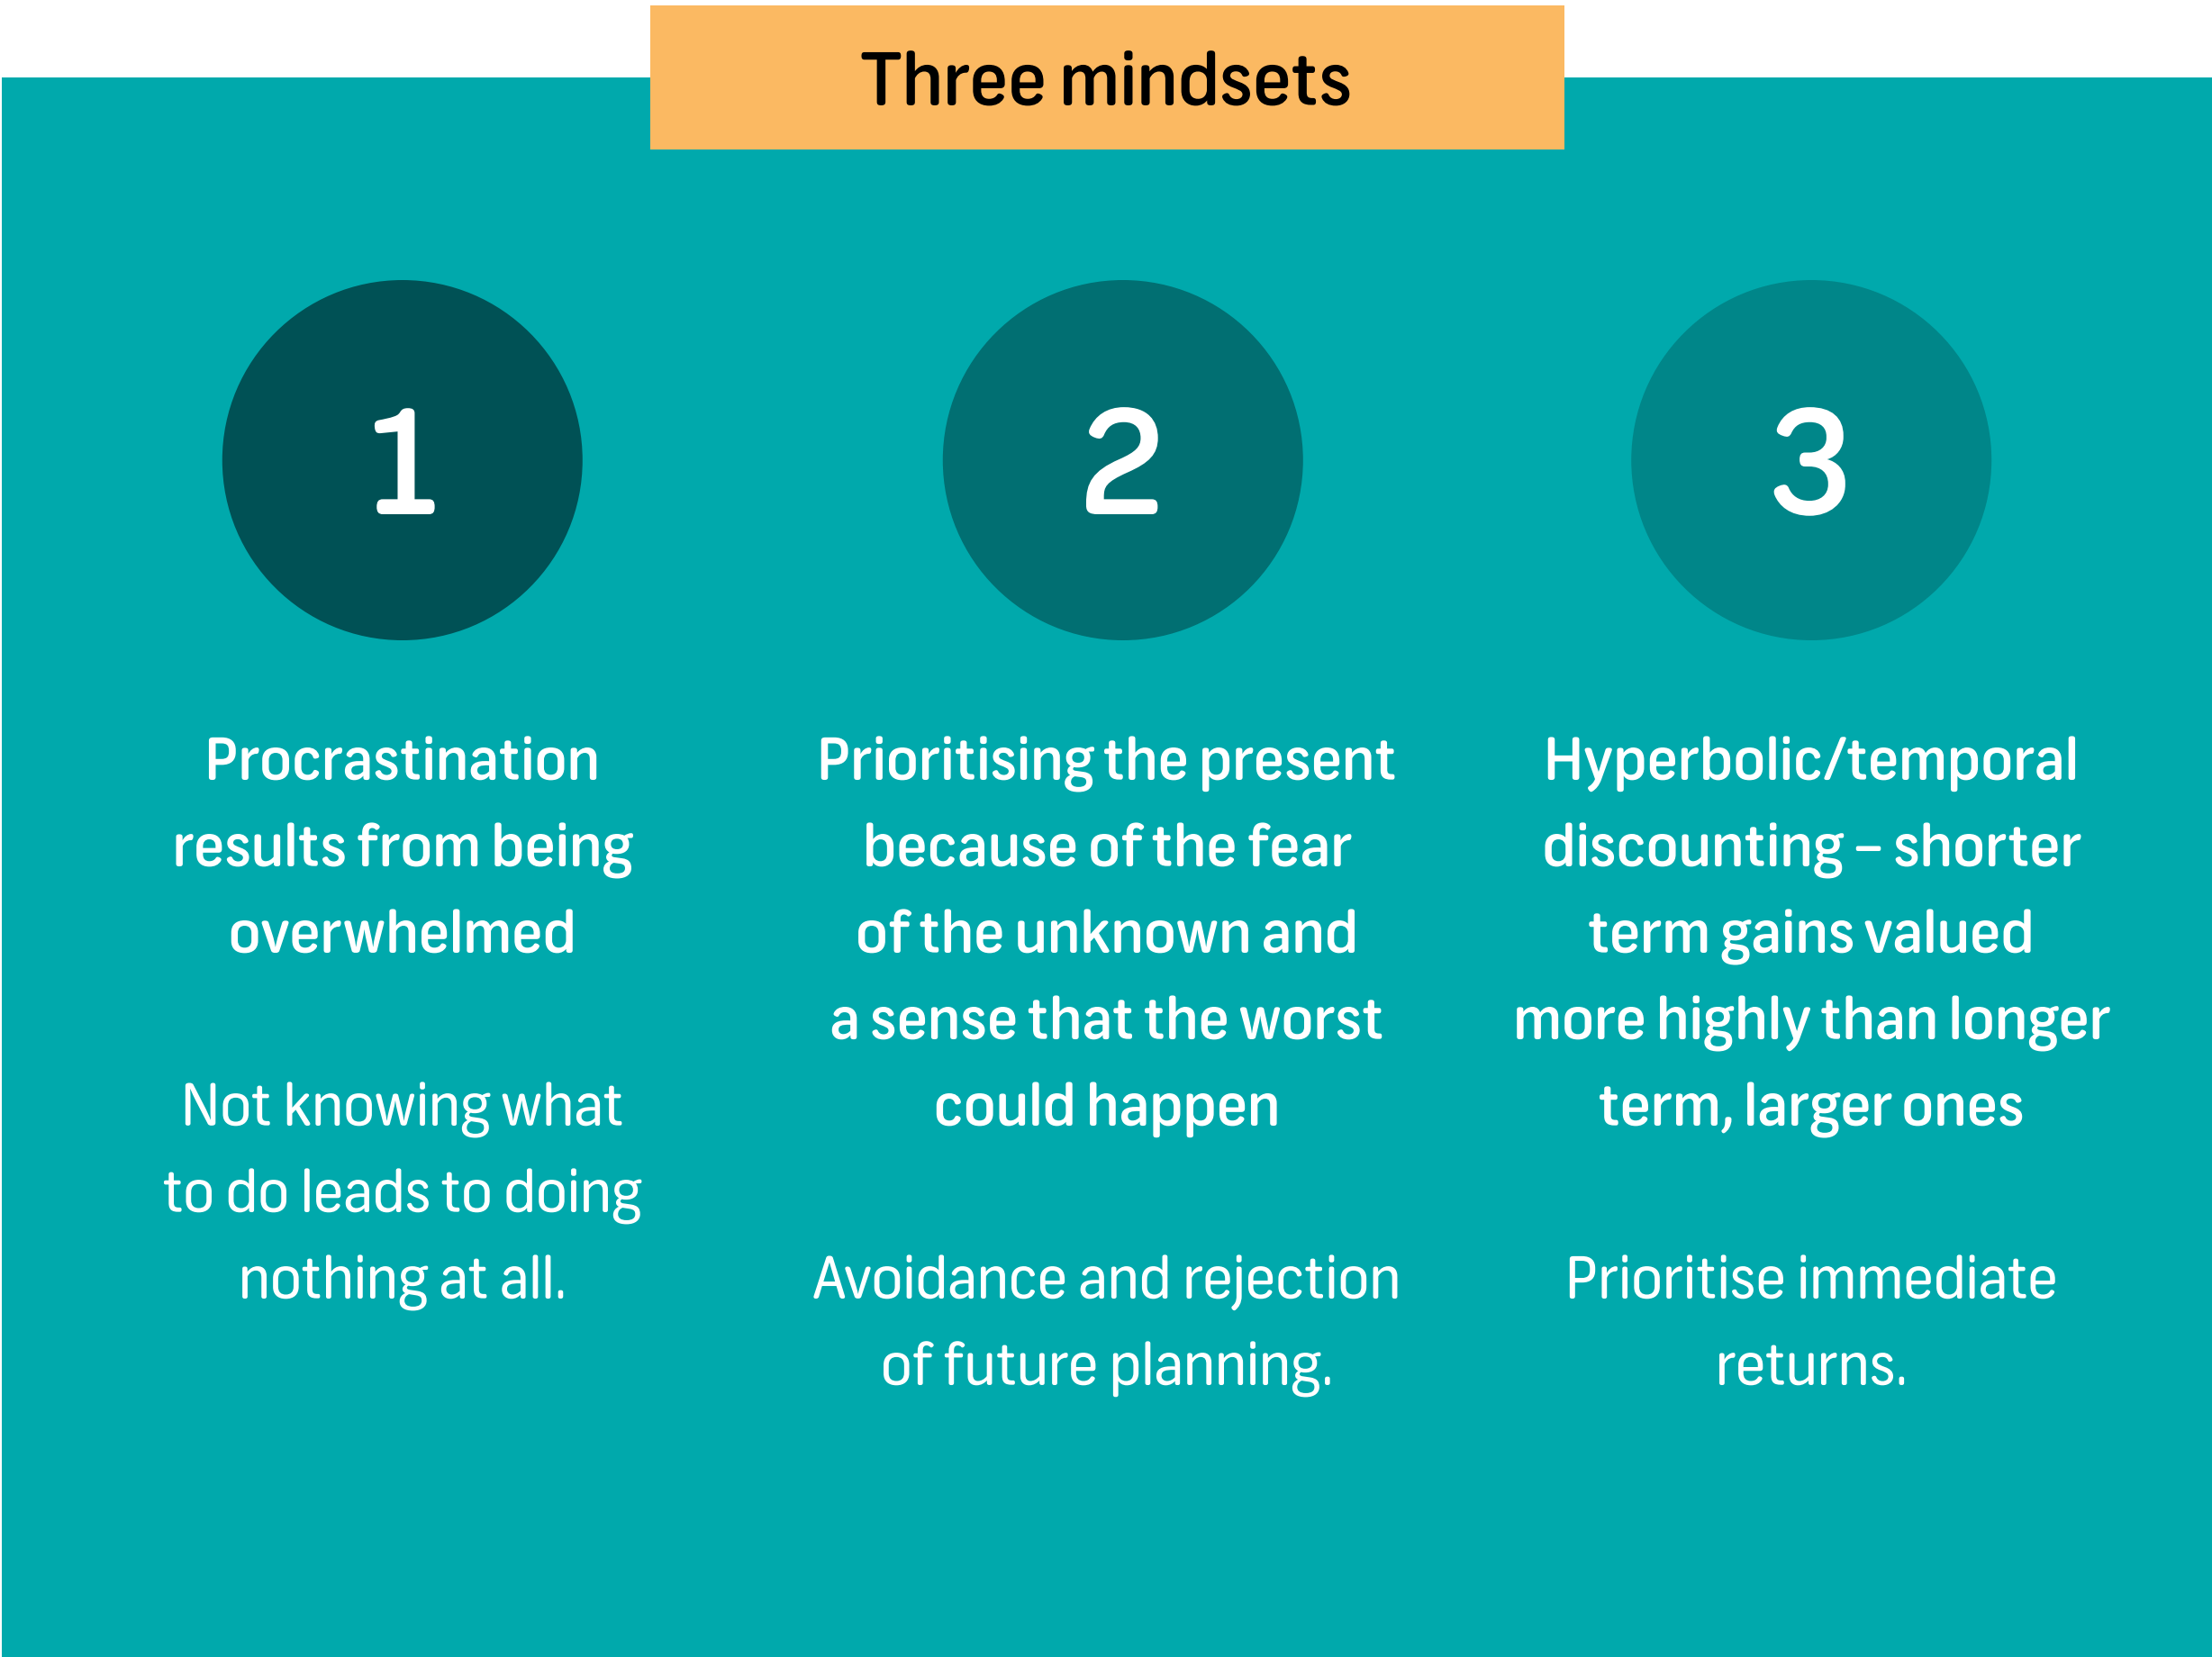 Three mindsets
1
Procrastination
results from being
overwhelmed
Not knowing what
to do leads to doing
nothing at all.
2
Prioritising the present
because of the fear
of the unknown and
a sense that the worst
could happen
Avoidance and rejection
of future planning.
3
Hyperbolic/temporal
discounting – shorter
term gains valued
more highly than longer
term, larger ones
Prioritise immediate
returns.